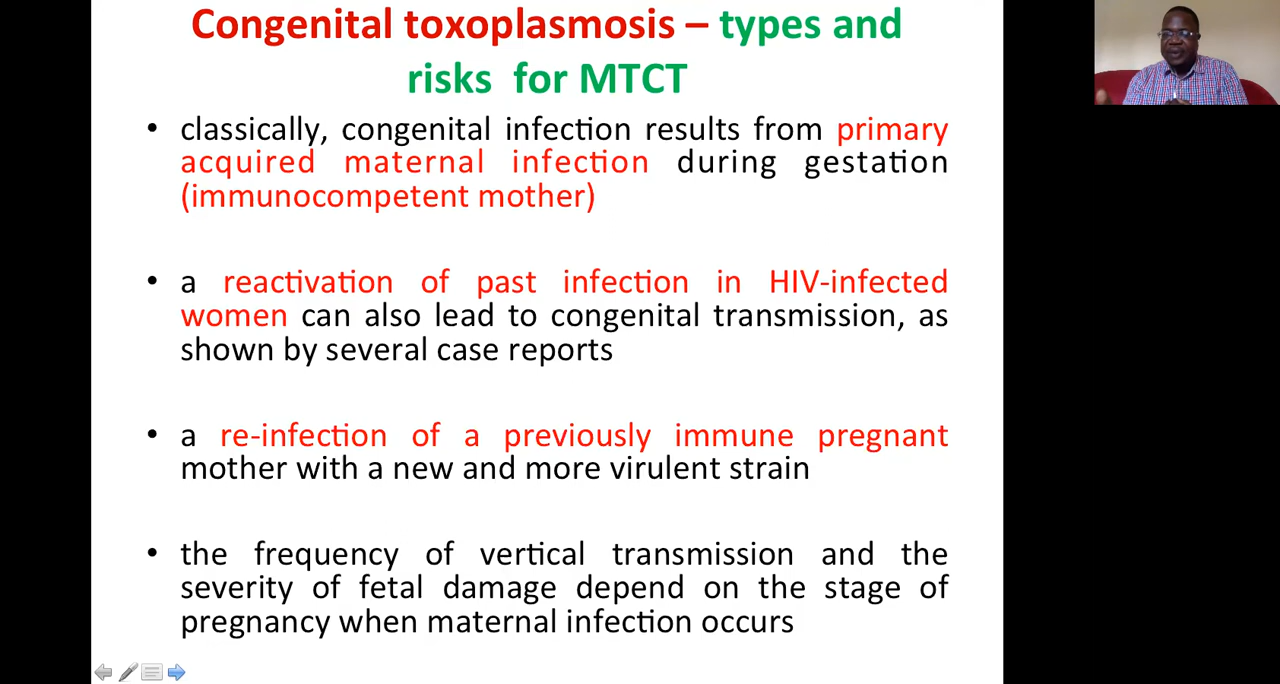 Congenital toxoplasmosis – types and
risks for MTCT
• classically, congenital infection results from primary
acquired maternal infection during gestation
(immunocompetent mother)
• a reactivation of past infection in HIV-infected
women can also lead to congenital transmission, as
shown by several case reports
• a re-infection of a previously immune pregnant
mother with a new and more virulent strain
• the frequency of vertical transmission and the
severity of fetal damage depend on the stage of
pregnancy when maternal infection occurs